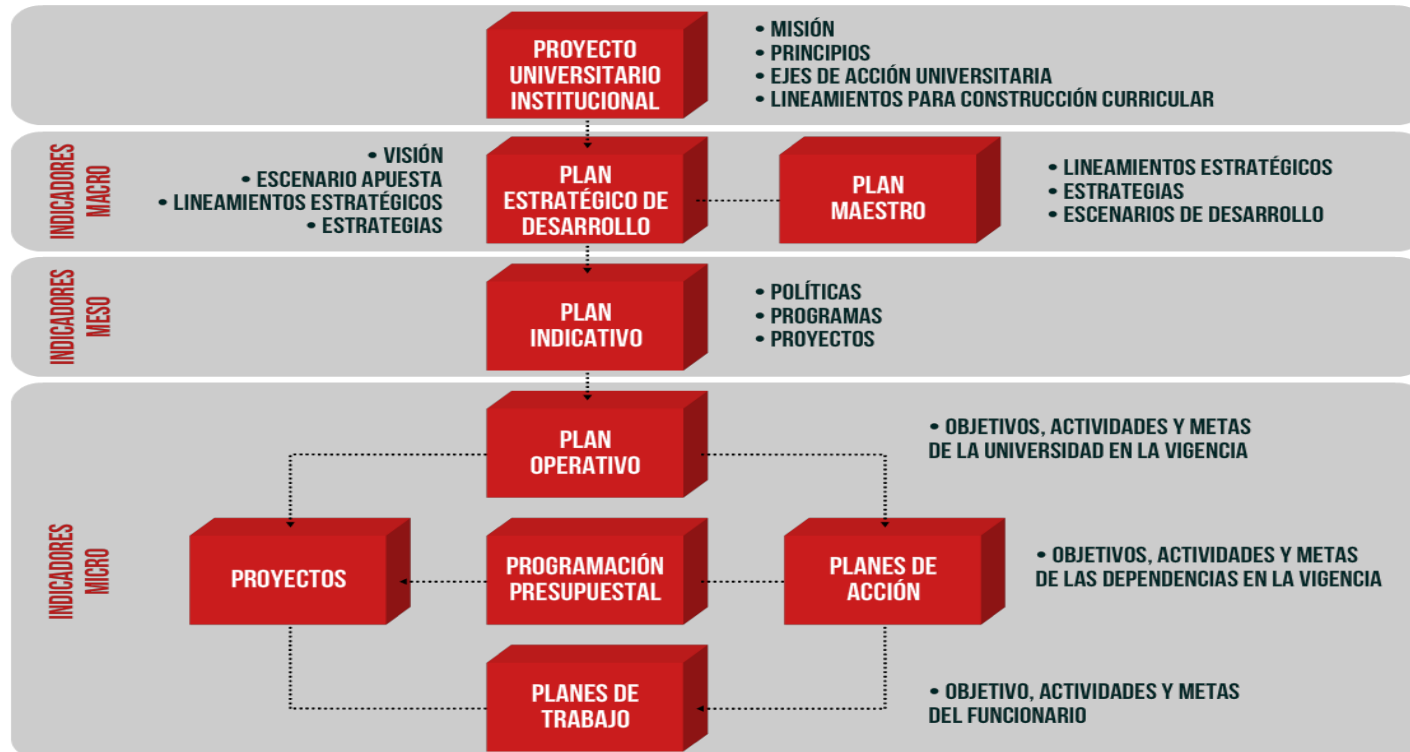 PROYECTO
UNIVERSITARIO
INSTITUCIONAL
• MISIÓN
• PRINCIPIOS
• EJES DE ACCIÓN UNIVERSITARIA
• LINEAMIENTOS PARA CONSTRUCCIÓN CURRICULAR
INDICADORES
MACRO
• VISIÓN
• ESCENARIO APUESTA
• LINEAMIENTOS ESTRATÉGICOS
• ESTRATEGIAS
PLAN
ESTRATÉGICO DE
DESARROLLO
PLAN
MAESTRO
• LINEAMIENTOS ESTRATÉGICOS
• ESTRATEGIAS
• ESCENARIOS DE DESARROLLO
INDICADORES
MESO
PLAN
INDICATIVO
• POLÍTICAS
• PROGRAMAS
• PROYECTOS
INDICADORES
MICRO
PLAN
OPERATIVO
• OBJETIVOS, ACTIVIDADES Y METAS
DE LA UNIVERSIDAD EN LA VIGENCIA
PROYECTOS
PROGRAMACIÓN
PRESUPUESTAL
PLANES DE
ACCIÓN
• OBJETIVOS, ACTIVIDADES Y METAS
DE LAS DEPENDENCIAS EN LA VIGENCIA
PLANES DE
TRABAJO
• OBJETIVO, ACTIVIDADES Y METAS
DEL FUNCIONARIO